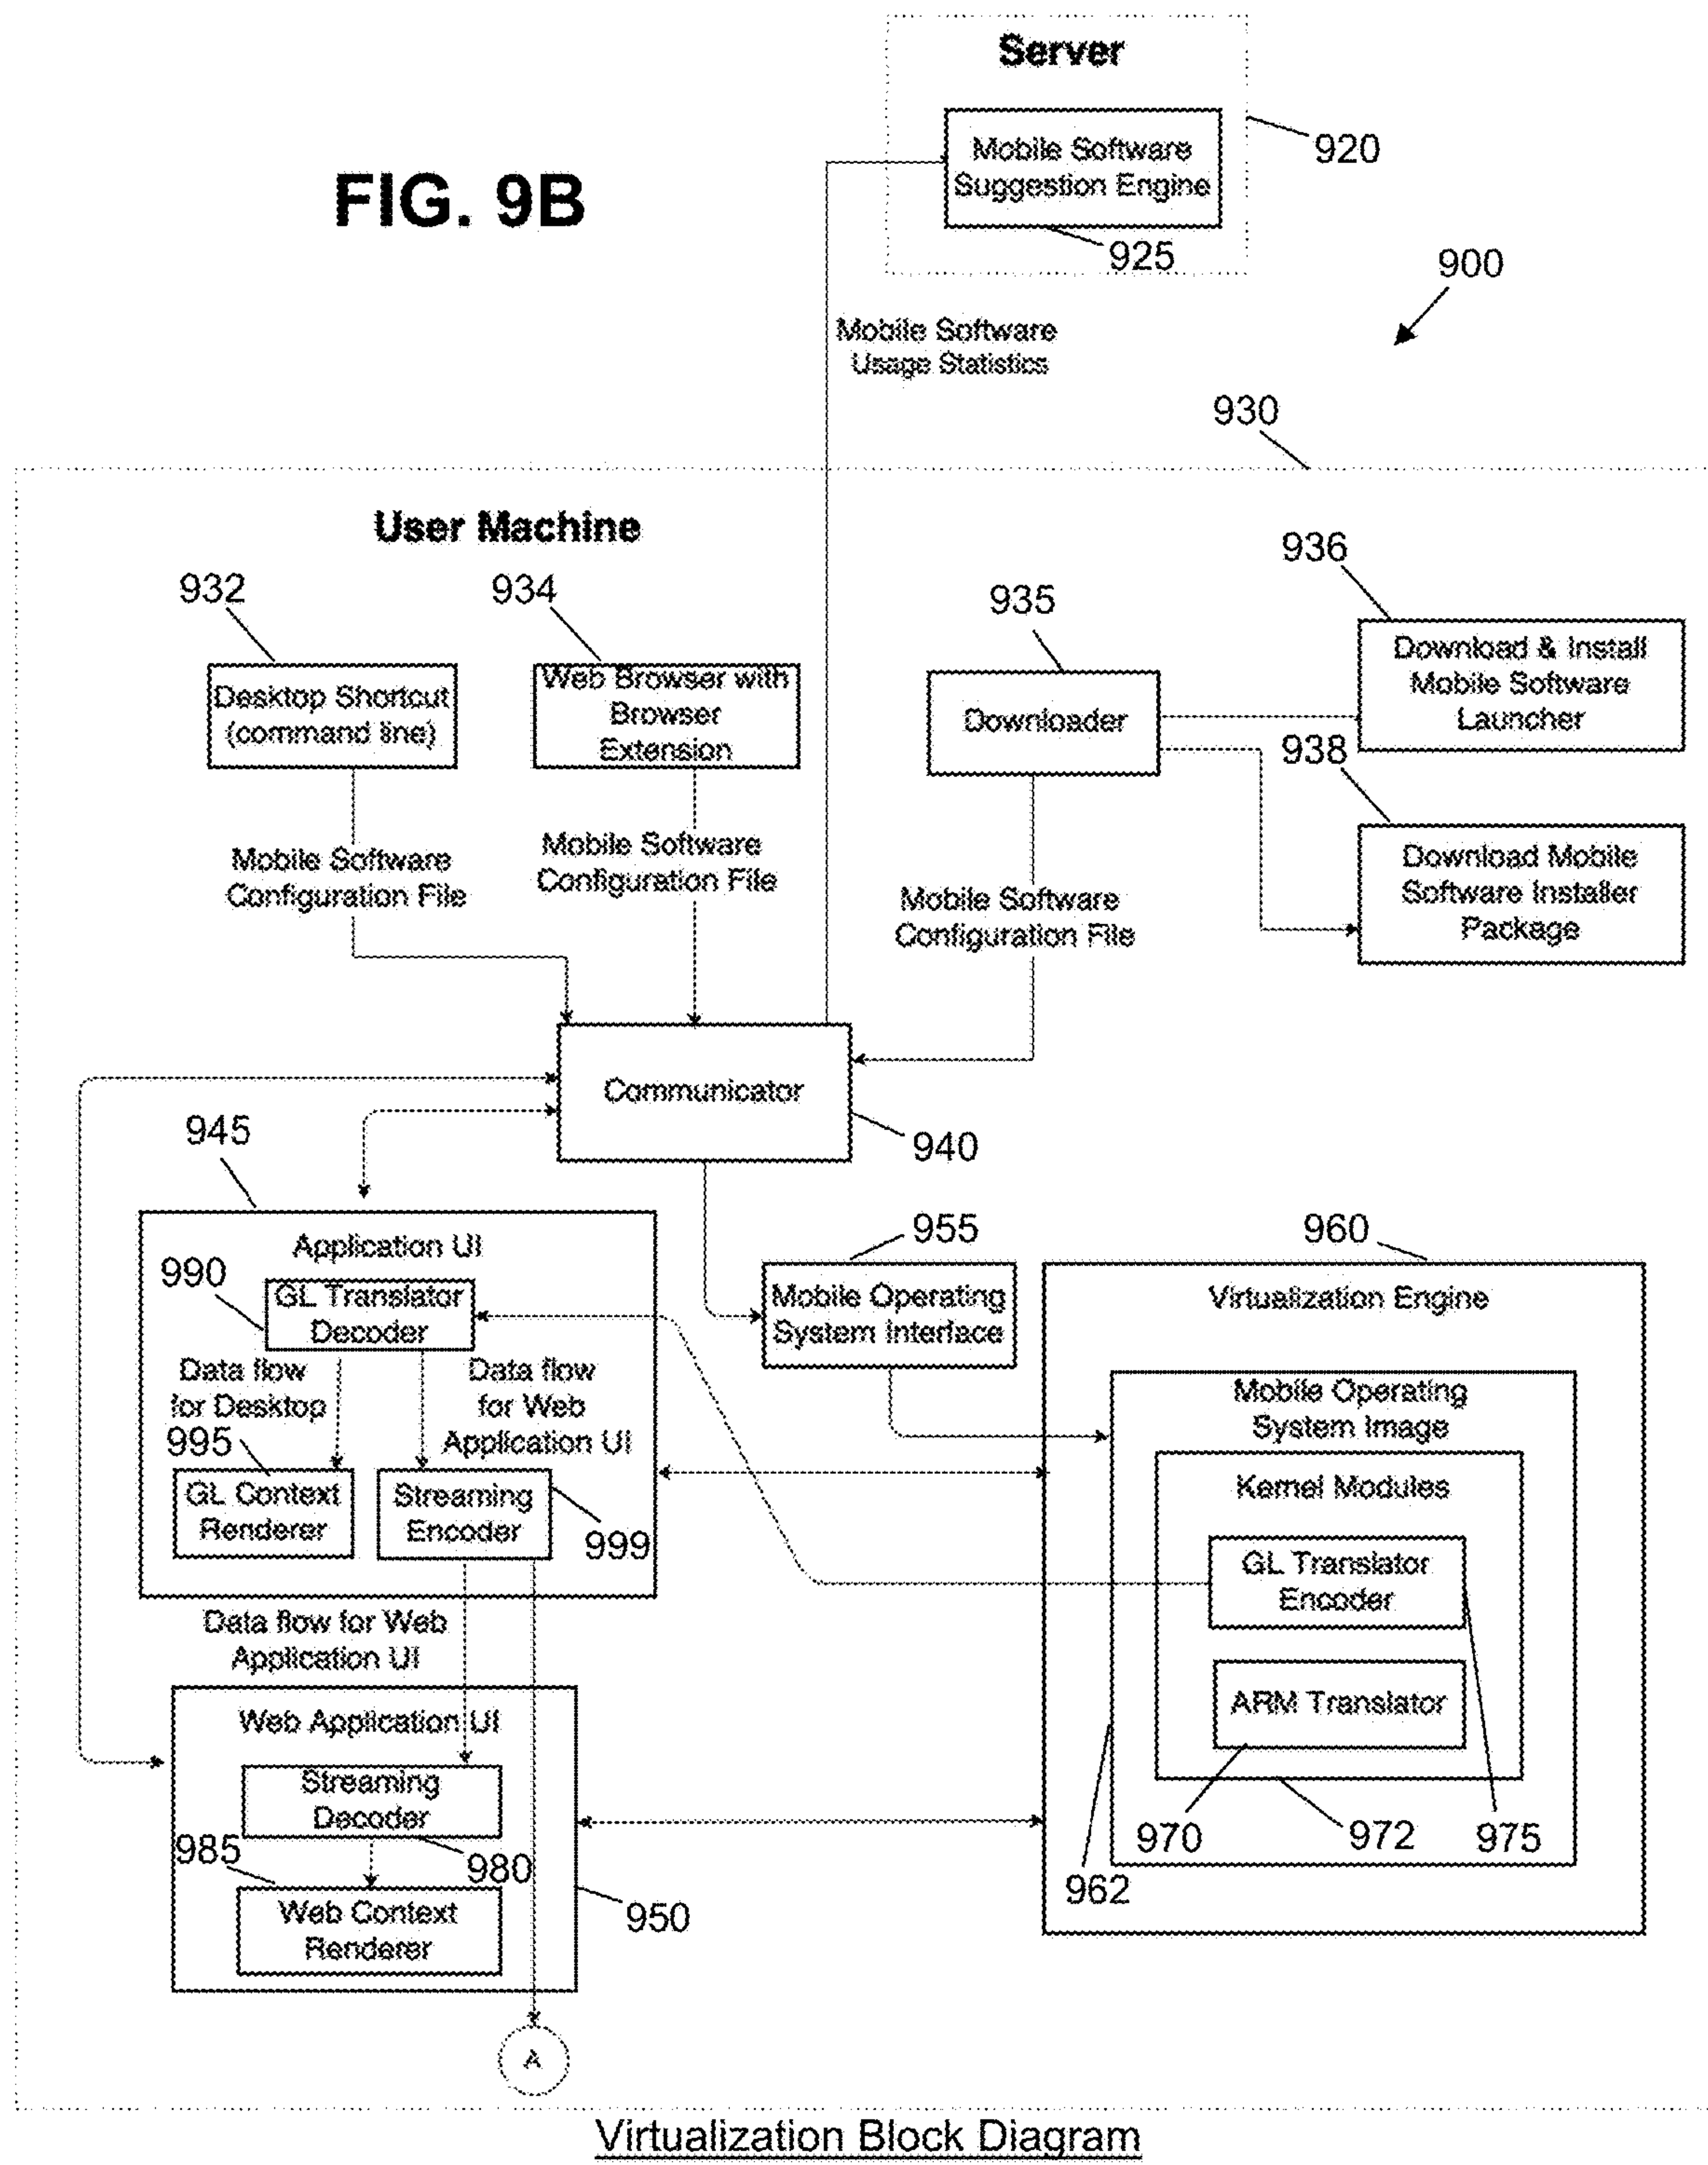 Server
Mobile Software
Suggestion Engine
920
925
FIG. 9B
900
Mobile Software
Usage Statistics
930
User Machine
932
934
935
936
Desktop Shortcut
(command line)
Web Browser with
Browser
Extension
Downloader
Download & Install
Mobile Software
Launcher
938
Mobile Software
Configuration File
Mobile Software
Configuration File
Mobile Software
Configuration File
Download Mobile
Software Installer
Package
Communicator
940
945
Application UI
990
GL Translator
Decoder
Data flow
for Desktop
Data flow
for Web
Application UI
995
GL Context
Renderer
Streaming
Encoder
999
955
Mobile Operating
System Interface
960
Virtualization Engine
Mobile Operating
System Image
Kernel Modules
GL Translator
Encoder
ARM Translator
970
972
975
962
Data flow for Web
Application UI
Web Application UI
Streaming
Decoder
985
980
Web Context
Renderer
950
A
Virtualization Block Diagram